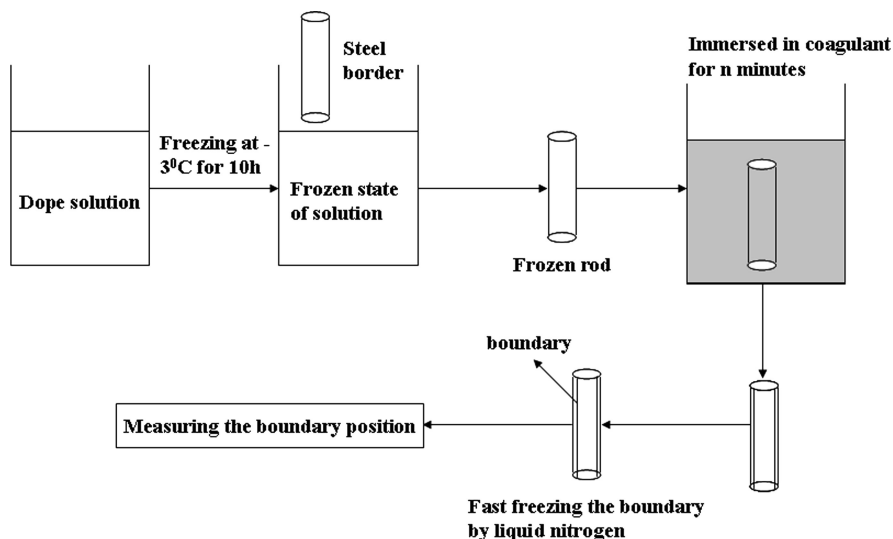 Steel
border
Immersed in coagulant
for n minutes
Freezing at -
3⁰C for 10h
Dope solution
Frozen state
of solution
Frozen rod
boundary
Measuring the boundary position
Fast freezing the boundary
by liquid nitrogen